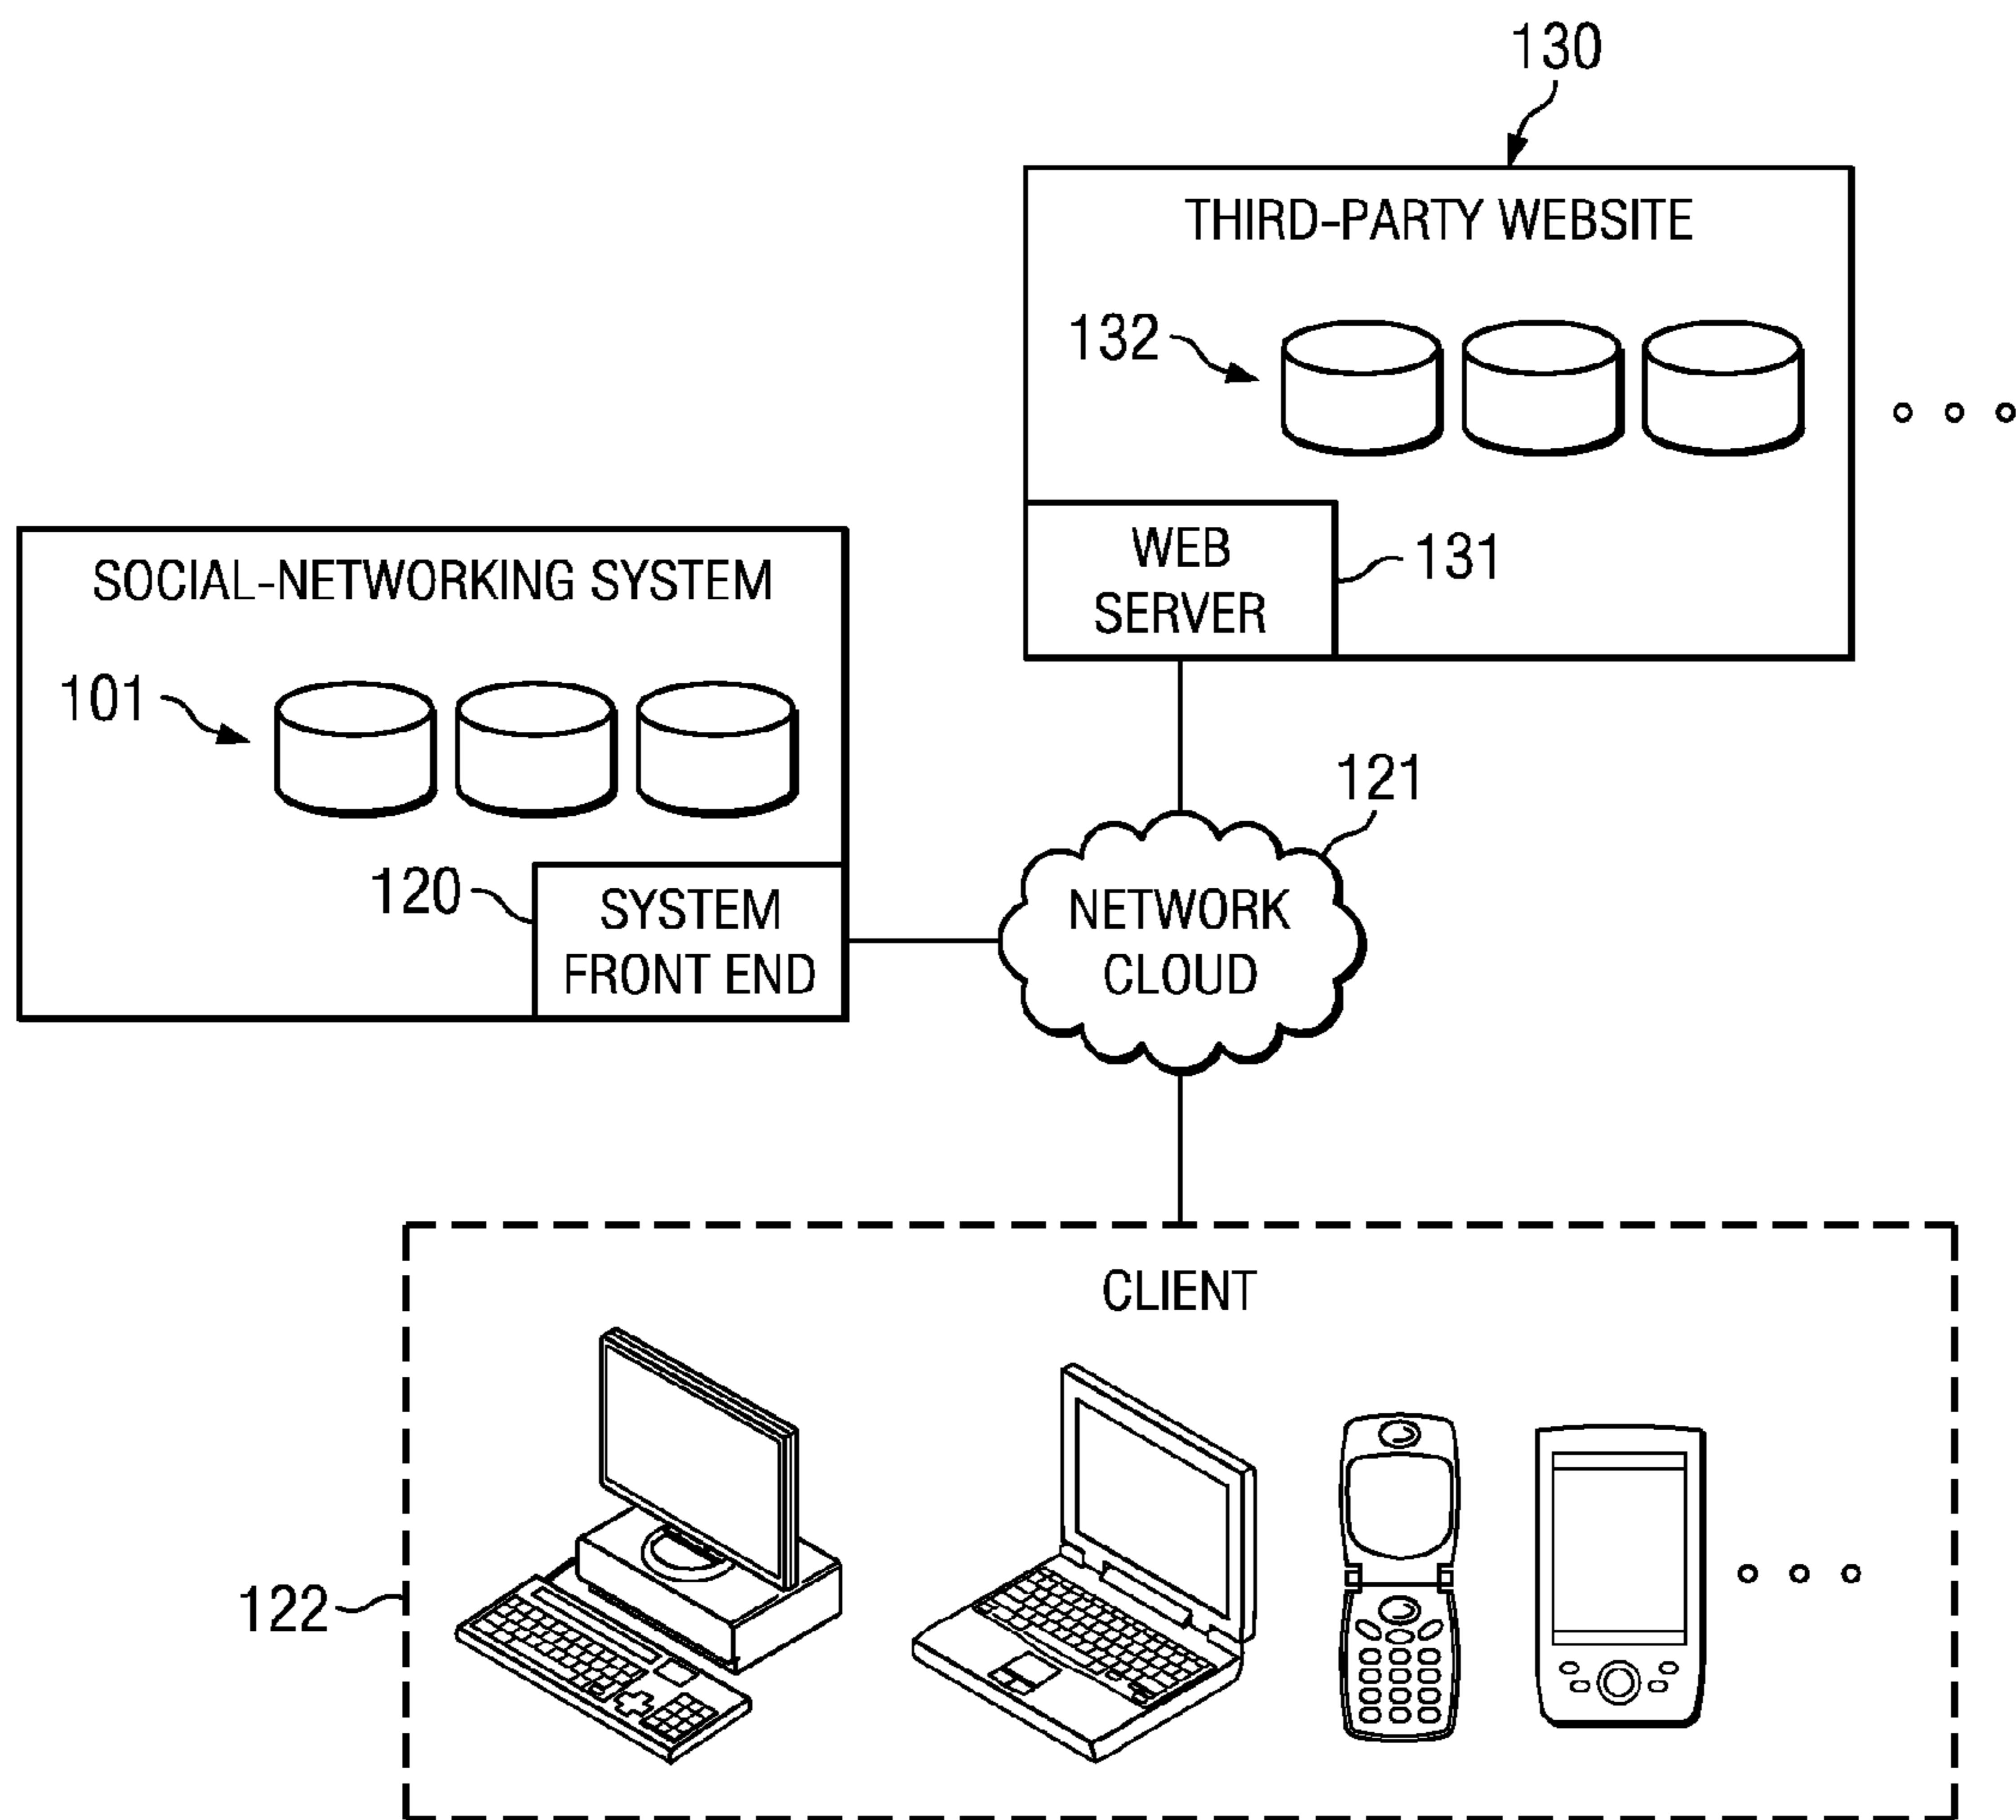 130
THIRD-PARTY WEBSITE
132
WEB
SERVER
131
SOCIAL-NETWORKING SYSTEM
101
121
120
SYSTEM
FRONT END
NETWORK
CLOUD
CLIENT
122